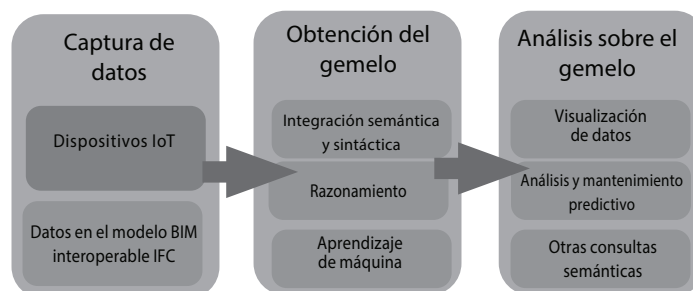 Captura de
datos
Dispositivos IoT
Datos en el modelo BIM
interoperable IFC
Obtención del
gemelo
Integración semántica
y sintáctica
Razonamiento
Aprendizaje
de máquina
Análisis sobre el
gemelo
Visualización
de datos
Análisis y mantenimiento
predictivo
Otras consultas
semánticas